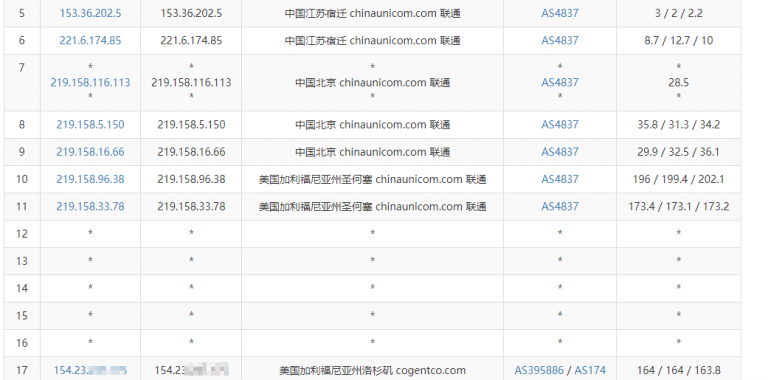 5 153.36.202.5 153.36.202.5 中国江苏宿迁 chinaunicom.com 联通 AS4837 3 / 2 / 2.2
6 221.6.174.85 221.6.174.85 中国江苏宿迁 chinaunicom.com 联通 AS4837 8.7 / 12.7 / 10
7 * * * * *
219.158.116.113 219.158.116.113 中国北京 chinaunicom.com 联通 AS4837 28.5
* * * * *
8 219.158.5.150 219.158.5.150 中国北京 chinaunicom.com 联通 AS4837 35.8 / 31.3 / 34.2
9 219.158.16.66 219.158.16.66 中国北京 chinaunicom.com 联通 AS4837 29.9 / 32.5 / 36.1
10 219.158.96.38 219.158.96.38 美国加利福尼亚州圣何塞 chinaunicom.com 联通 AS4837 196 / 199.4 / 202.1
11 219.158.33.78 219.158.33.78 美国加利福尼亚州圣何塞 chinaunicom.com 联通 AS4837 173.4 / 173.1 / 173.2
12 * * * * *
13 * * * * *
14 * * * * *
15 * * * * *
16 * * * * *
17 154.23. 154.23 美国加利福尼亚州洛杉矶 cogentco.com AS395886 / AS174 164 / 164 / 163.8